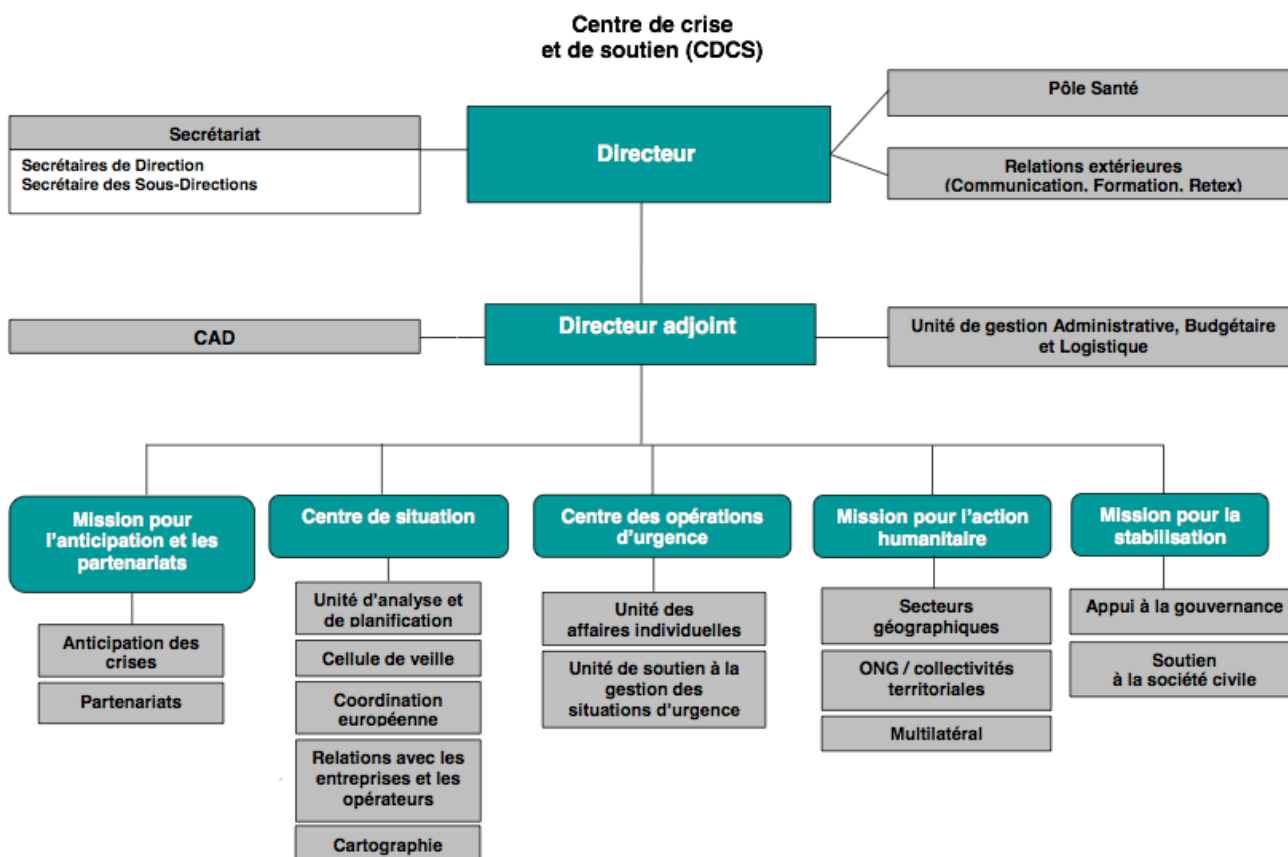 Centre de crise
et de soutien (CDCS)
Secrétariat
Secrétaires de Direction
Secrétaire des Sous-Directions
Directeur
Pôle Santé
Relations extérieures
(Communication. Formation. Retex)
CAD
Directeur adjoint
Unité de gestion Administrative, Budgétaire
et Logistique
Mission pour
l'anticipation et les
partenariats
Anticipation des
crises
Partenariats
Centre de situation
Unité d'analyse et
de planification
Cellule de veille
Coordination
européenne
Relations avec les
entreprises et les
opérateurs
Cartographie
Centre des opérations
d'urgence
Unité des
affaires individuelles
Unité de soutien à la
gestion des
situations d'urgence
Mission pour l'action
humanitaire
Secteurs
géographiques
ONG / collectivités
territoriales
Multilatéral
Mission pour la
stabilisation
Appui à la gouvernance
Soutien
à la société civile